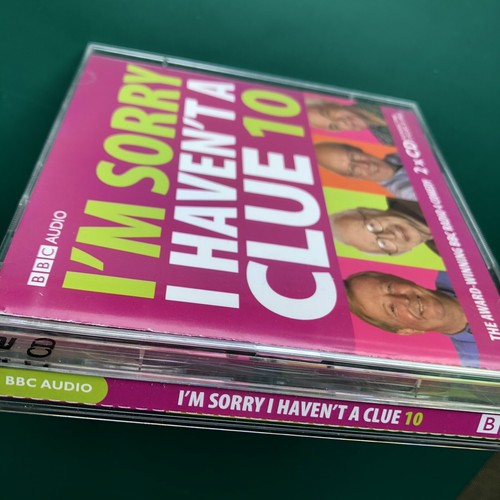 BBC AUDIO
I'M SORRY
I HAVEN'T A
CLUE 10
2 x CD
THE AWARD-WINNING BBC RADIO 4 COMEDY
BBC AUDIO
I'M SORRY I HAVEN'T A CLUE 10
B